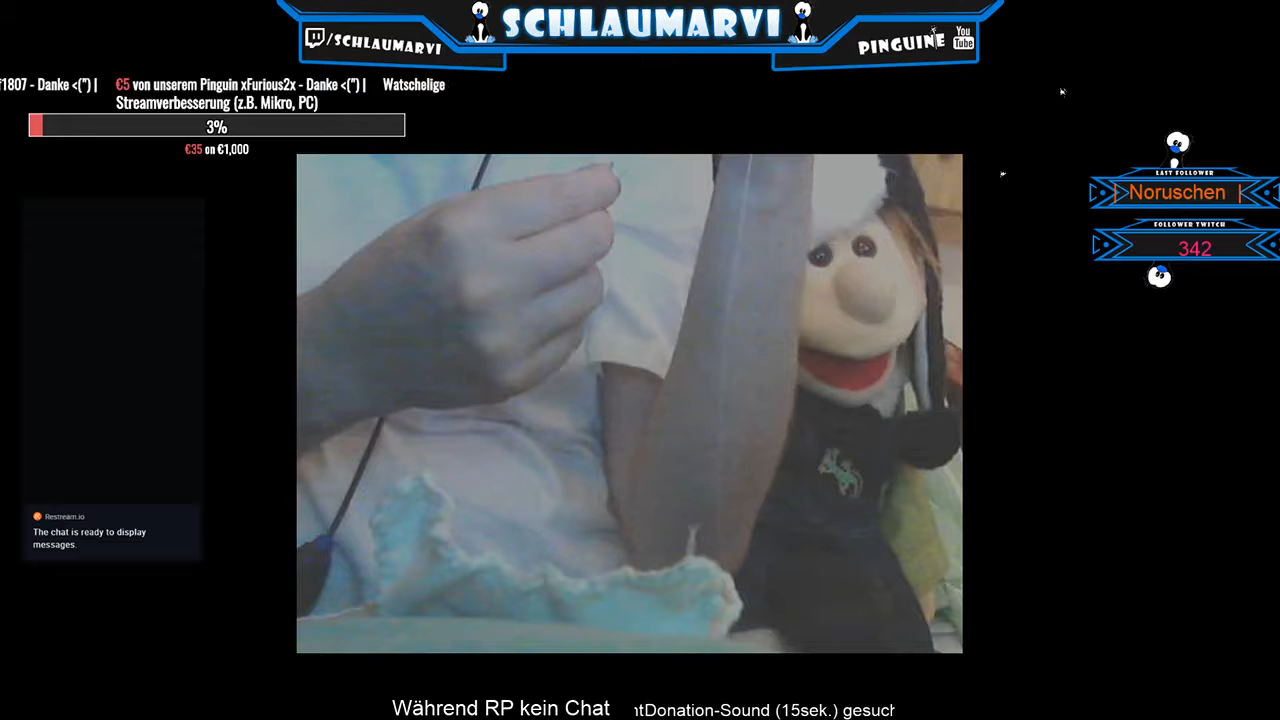 SCHLAUMARVI
/SCHLAUMARVI
PINGUINE
You
Tube
1807 - Danke <(") | €5 von unserem Pinguin xFurious2x - Danke <(") | Watschelige
Streamverbesserung (z.B. Mikro, PC)
3%
€35 on €1,000
LAST FOLLOWER
| Noruschen |
FOLLOWER TWITCH
342
Restream.io
The chat is ready to display
messages.
Während RP kein Chat
tDonation-Sound (15sek.) gesuch